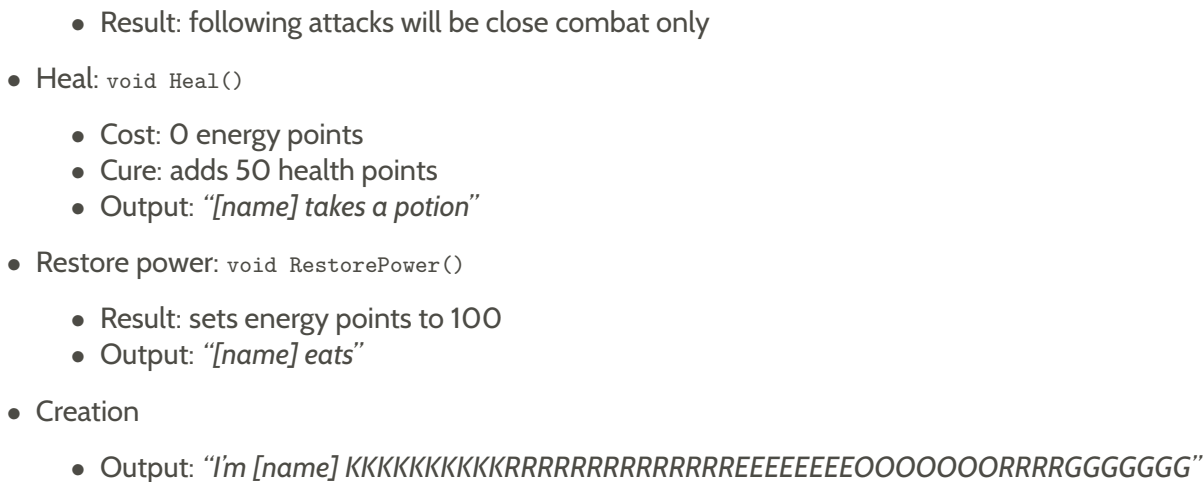 • Result: following attacks will be close combat only
• Heal: void Heal()
• Cost: 0 energy points
• Cure: adds 50 health points
• Output: “[name] takes a potion”
• Restore power: void RestorePower()
• Result: sets energy points to 100
• Output: “[name] eats”
• Creation
• Output: “I’m [name] KKKKKKKKKKRRRRRRRRRRRRRREEEEEEEEOOOOOOORRRRGGGGGGG”